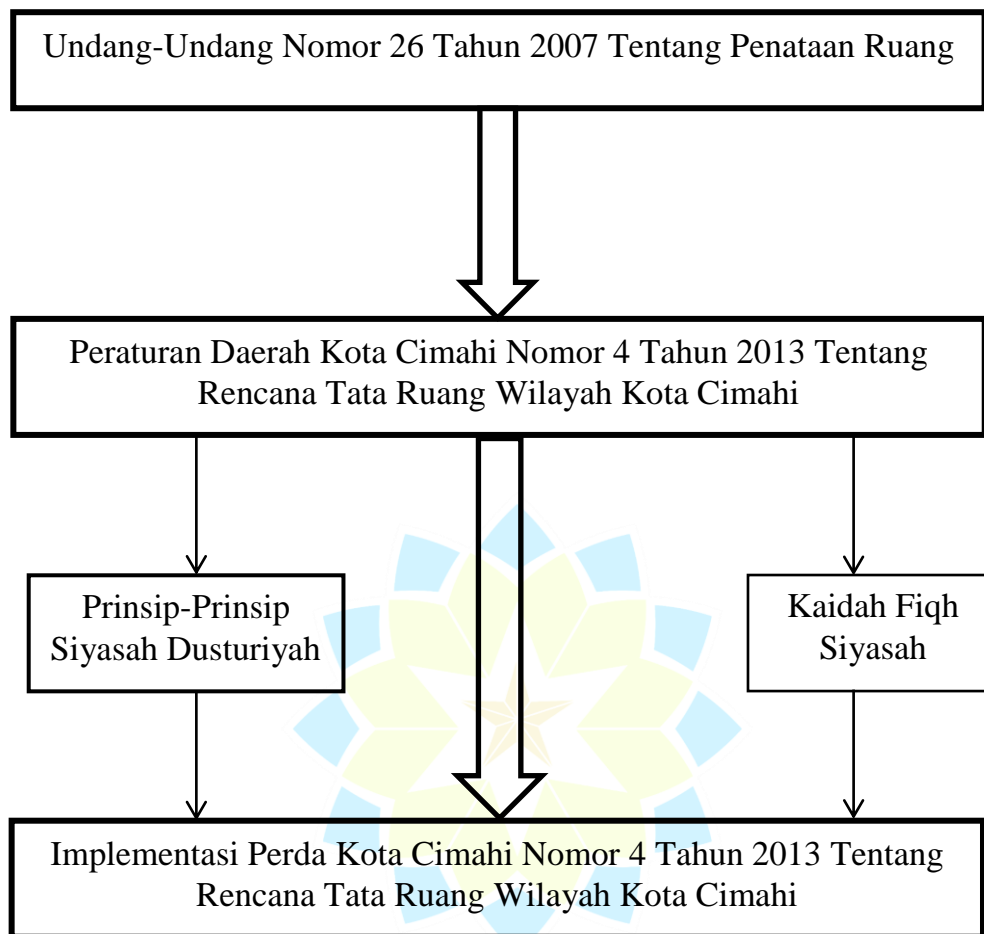 Undang-Undang Nomor 26 Tahun 2007 Tentang Penataan Ruang
Peraturan Daerah Kota Cimahi Nomor 4 Tahun 2013 Tentang
Rencana Tata Ruang Wilayah Kota Cimahi
Prinsip-Prinsip
Siyasah Dusturiyah
Kaidah Fiqh
Siyasah
Implementasi Perda Kota Cimahi Nomor 4 Tahun 2013 Tentang
Rencana Tata Ruang Wilayah Kota Cimahi